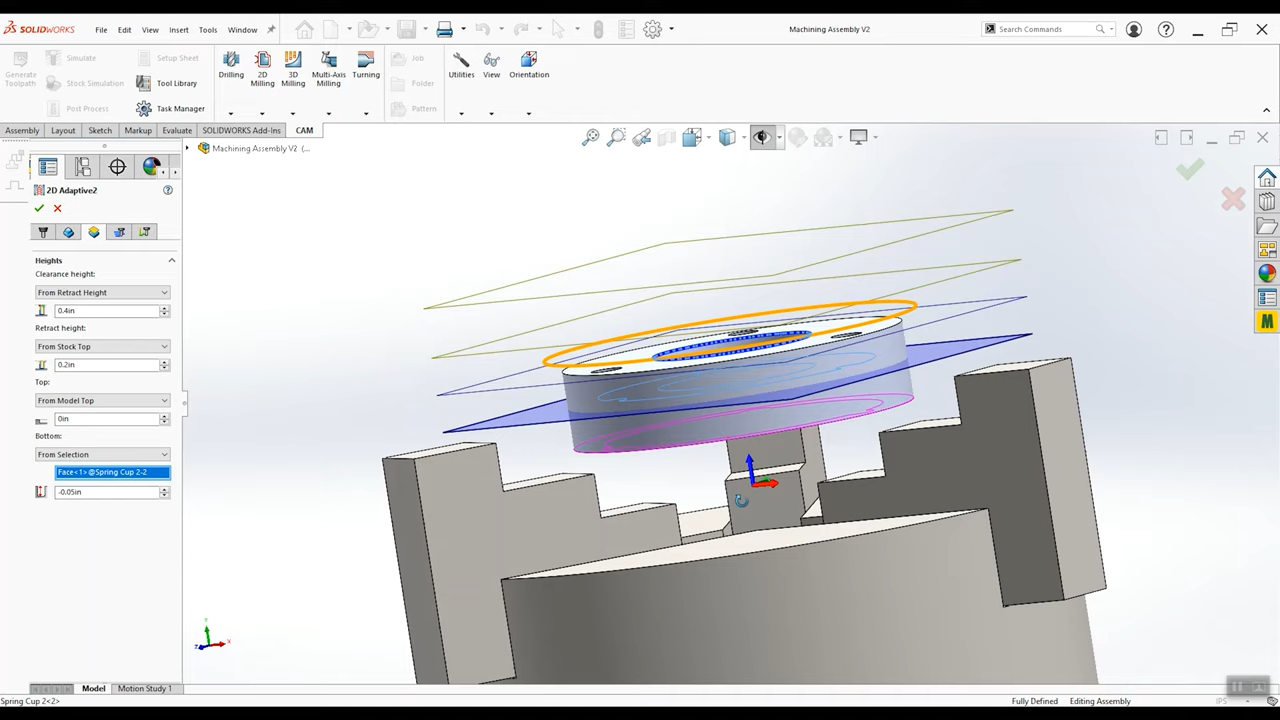 SOLIDWORKS File Edit View Insert Tools Window Machining Assembly V2 Search Commands
Generate Toolpath Simulate Stock Simulation Post Process Setup Sheet Tool Library Task Manager Drilling 2D Milling 3D Milling Multi-Axis Milling Turning Job Folder Pattern Utilities View Orientation
Assembly Layout Sketch Markup Evaluate SOLIDWORKS Add-Ins CAM
Machining Assembly V2 (...
2D Adaptive2
Heights
Clearance height:
From Retract Height
0.4in
Retract height:
From Stock Top
0.2in
Top:
From Model Top
0in
Bottom:
From Selection
Face<1>@Spring Cup 2-2
-0.05in
M
Y
X
Z
Model Motion Study 1
Spring Cup 2<2> Fully Defined Editing Assembly IPS